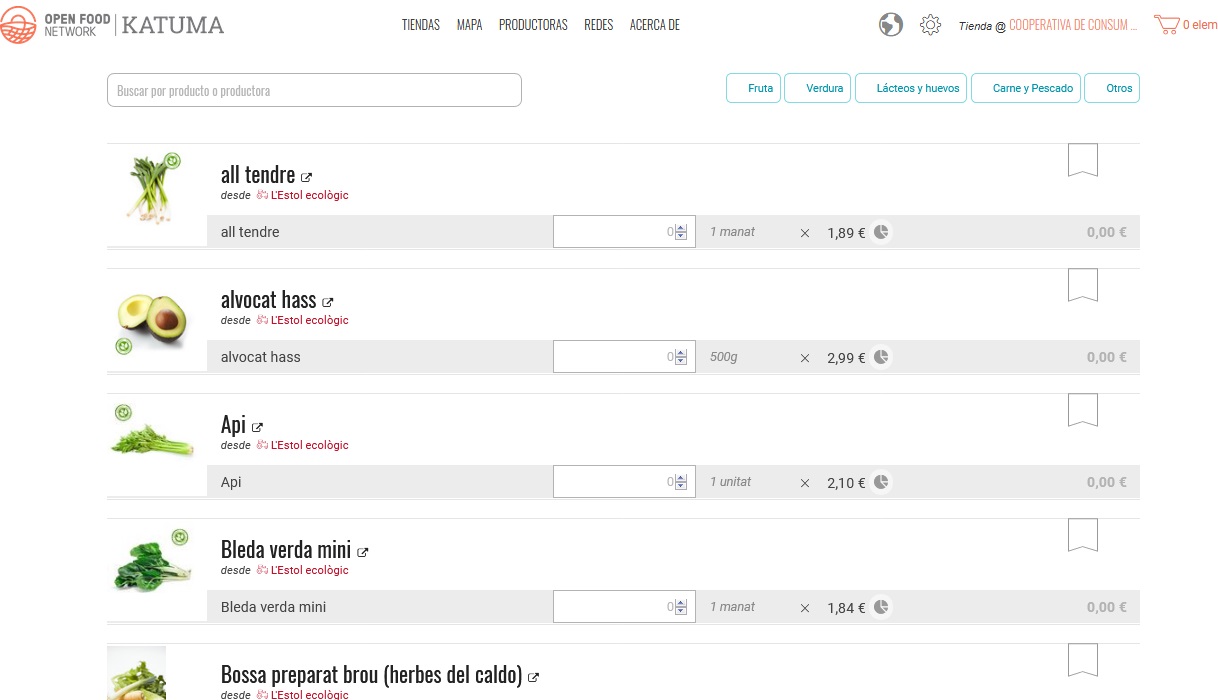 OPEN FOOD NETWORK KATUMA
TIENDAS MAPA PRODUCTORAS REDES ACERCA DE
Tienda @ COOPERATIVA DE CONSUM ...
0 elem
Buscar por producto o productora
Fruta Verdura Lácteos y huevos Carne y Pescado Otros
all tendre
desde L'Estol ecològic
all tendre 0 1 manat × 1,89 € 0,00 €
alvocat hass
desde L'Estol ecològic
alvocat hass 0 500g × 2,99 € 0,00 €
Api
desde L'Estol ecològic
Api 0 1 unitat × 2,10 € 0,00 €
Bleda verda mini
desde L'Estol ecològic
Bleda verda mini 0 1 manat × 1,84 € 0,00 €
Bossa preparat brou (herbes del caldo)
desde L'Estol ecològic